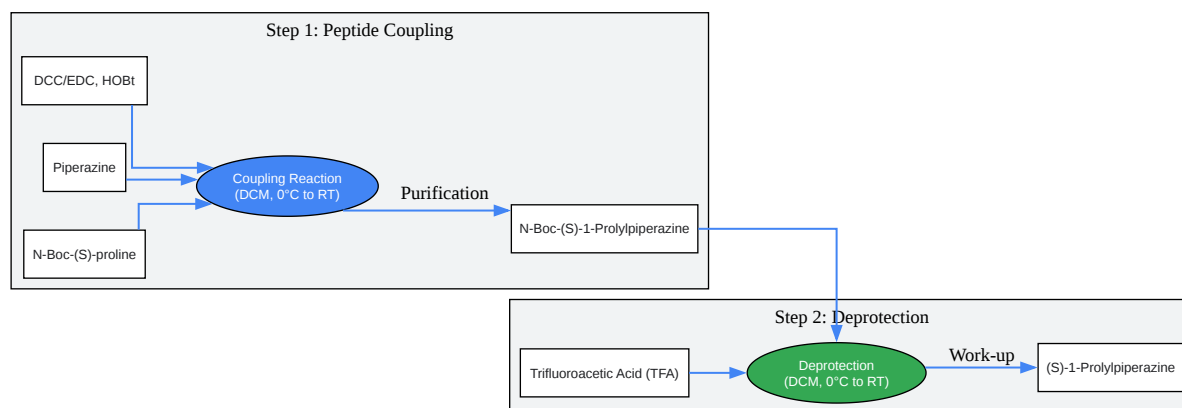 Step 1: Peptide Coupling
DCC/EDC, HOBt
Piperazine
Coupling Reaction
(DCM, 0°C to RT)
Purification
N-Boc-(S)-1-Prolylpiperazine
N-Boc-(S)-proline
Step 2: Deprotection
Trifluoroacetic Acid (TFA)
Deprotection
(DCM, 0°C to RT)
Work-up
(S)-1-Prolylpiperazine